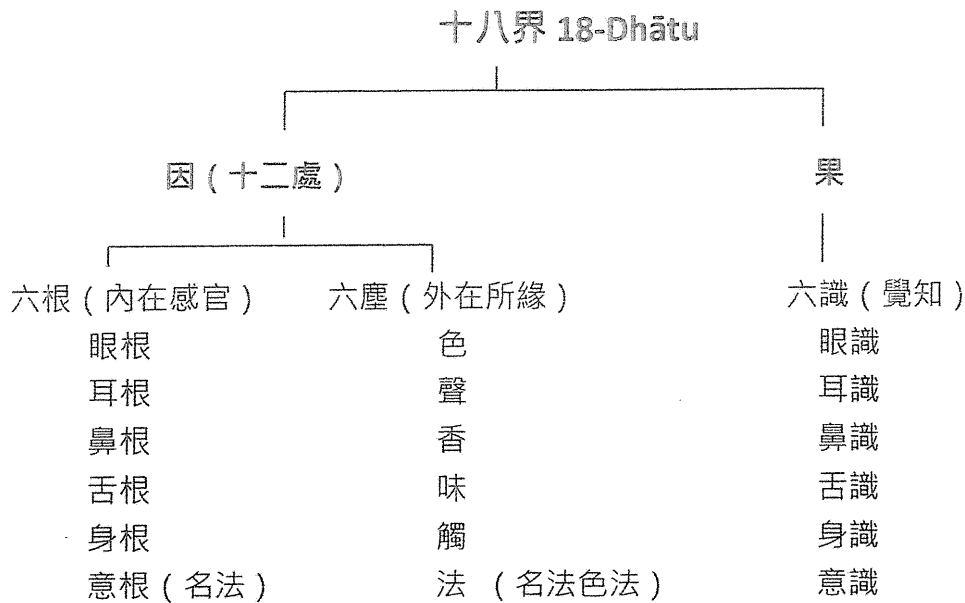 十八界 18-Dhātu
因（十二處） 果
六根（內在感官） 六塵（外在所緣） 六識（覺知）
眼根 色 眼識
耳根 聲 耳識
鼻根 香 鼻識
舌根 味 舌識
身根 觸 身識
意根（名法） 法 （名法色法） 意識